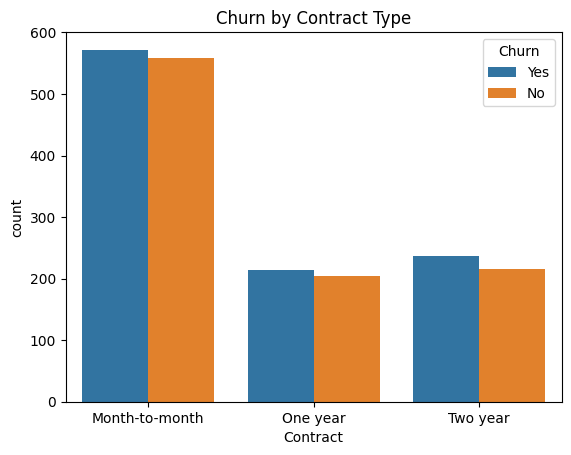 Churn by Contract Type
600
500
400
300
200
100
0
count
Churn
Yes
No
Month-to-month
One year
Two year
Contract